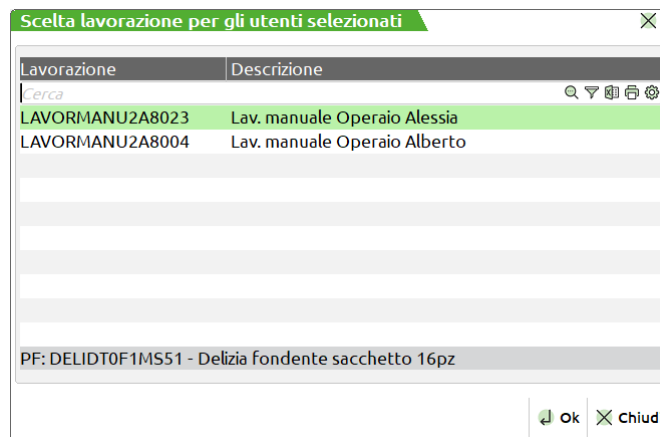 Scelta lavorazione per gli utenti selezionati
Lavorazione Descrizione
Cerca
LAVORMANU2A8023 Lav. manuale Operaio Alessia
LAVORMANU2A8004 Lav. manuale Operaio Alberto
PF: DELIDT0F1MS51 - Delizia fondente sacchetto 16pz
Ok Chiud